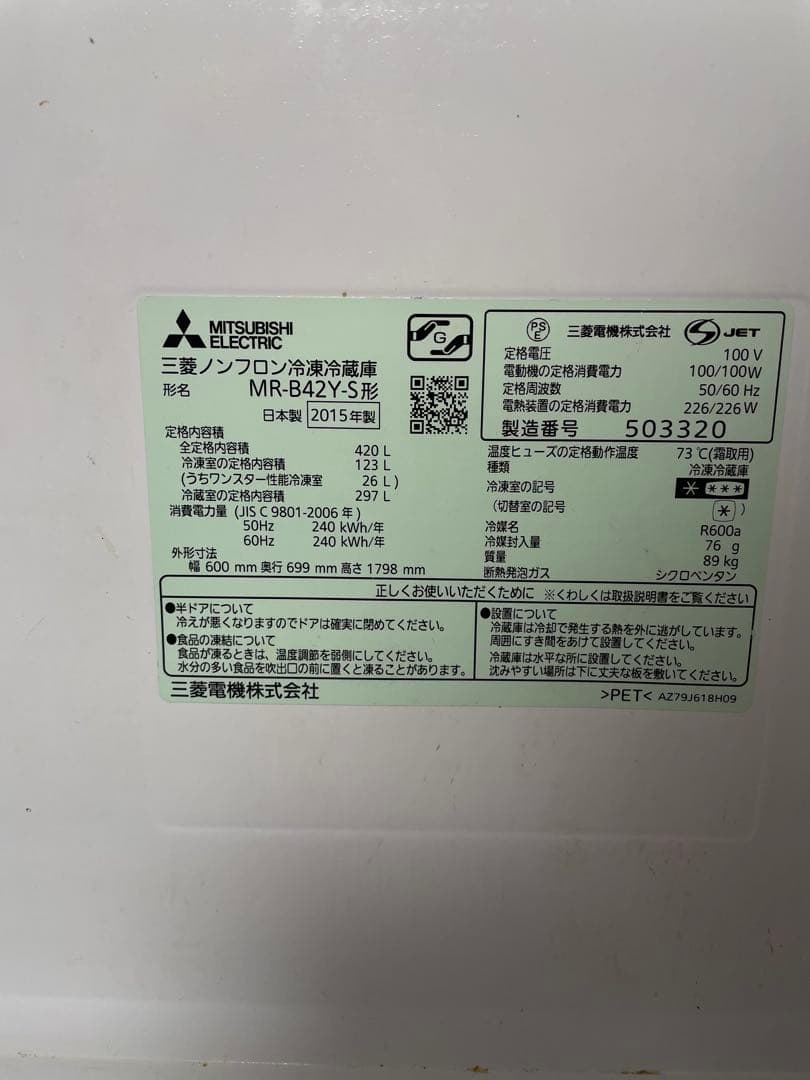 MITSUBISHI
ELECTRIC
G
三菱ノンフロン冷凍冷蔵庫
形名 MR-B42Y-S形
日本製 2015年製
定格内容積
全定格内容積 420 L
冷凍室の定格内容積 123 L
(うちワンスター性能冷凍室 26 L)
冷蔵室の定格内容積 297 L
消費電力量 (JIS C 9801-2006 年)
50Hz 240 kWh/年
60Hz 240 kWh/年
外形寸法
幅 600 mm 奥行 699 mm 高さ 1798 mm
PSE 三菱電機株式会社 S JET
定格電圧 100 V
電動機の定格消費電力 100/100W
定格周波数 50/60 Hz
電熱装置の定格消費電力 226/226W
製造番号 503320
温度ヒューズの定格動作温度 73 ℃(霜取用)
種類 冷凍冷蔵庫
冷凍室の記号 * ***
(切替室の記号 * )
冷媒名 R600a
冷媒封入量 76 g
質量 89 kg
断熱発泡ガス シクロペンタン
正しくお使いいただくために ※くわしくは取扱説明書をご覧ください
●半ドアについて
冷えが悪くなりますのでドアは確実に閉めてください。
●食品の凍結について
食品が凍るときは、温度調節を弱側にしてください。
水分の多い食品を吹出口の前に置くと凍ることがあります。
●設置について
冷蔵庫は冷却で発生する熱を外に逃がしています。
周囲にすき間をあけて設置してください。
冷蔵庫は水平な所に設置してください。
沈みやすい場所は下に丈夫な板を敷いてください。
三菱電機株式会社
>PET< AZ79J618H09